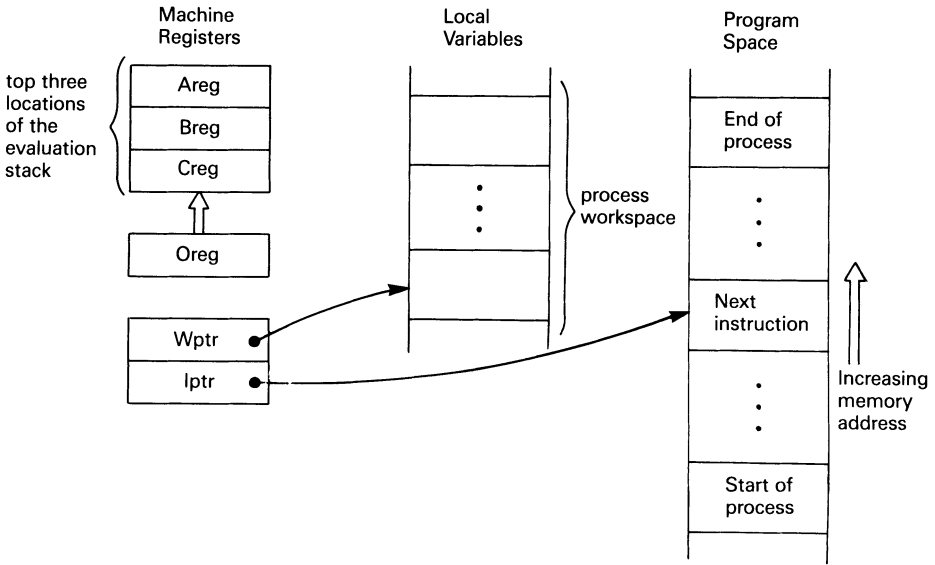 Machine
Registers
Local
Variables
Program
Space
top three
locations
of the
evaluation
stack
Areg
Breg
Creg
Oreg
Wptr
Iptr
process
workspace
End of
process
Next
instruction
Start of
process
Increasing
memory
address